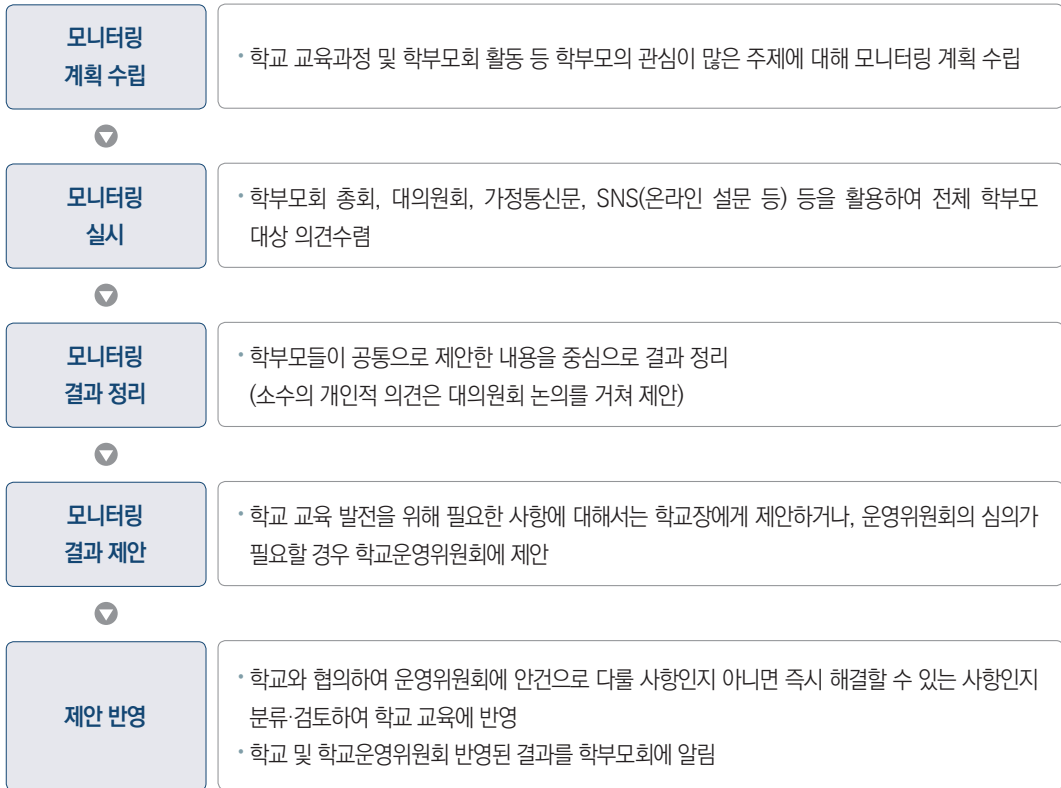 모니터링
계획 수립
• 학교 교육과정 및 학부모회 활동 등 학부모의 관심이 많은 주제에 대해 모니터링 계획 수립
모니터링
실시
• 학부모회 총회, 대의원회, 가정통신문, SNS(온라인 설문 등) 등을 활용하여 전체 학부모
대상 의견수렴
모니터링
결과 정리
• 학부모들이 공통으로 제안한 내용을 중심으로 결과 정리
(소수의 개인적 의견은 대의원회 논의를 거쳐 제안)
모니터링
결과 제안
• 학교 교육 발전을 위해 필요한 사항에 대해서는 학교장에게 제안하거나, 운영위원회의 심의가
필요할 경우 학교운영위원회에 제안
제안 반영
• 학교와 협의하여 운영위원회에 안건으로 다룰 사항인지 아니면 즉시 해결할 수 있는 사항인지
분류·검토하여 학교 교육에 반영
• 학교 및 학교운영위원회 반영된 결과를 학부모회에 알림